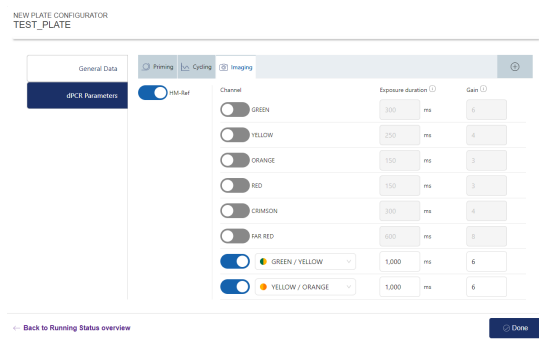 NEW PLATE CONFIGURATOR
TEST_PLATE
General Data
dPCR Parameters
Priming Cycling Imaging
HM-Ref
Channel Exposure duration Gain
GREEN 300 ms 6
YELLOW 250 ms 4
ORANGE 150 ms 3
RED 150 ms 3
CRIMSON 300 ms 4
FAR RED 600 ms 8
GREEN / YELLOW 1,000 ms 6
YELLOW / ORANGE 1,000 ms 6
← Back to Running Status overview
Done